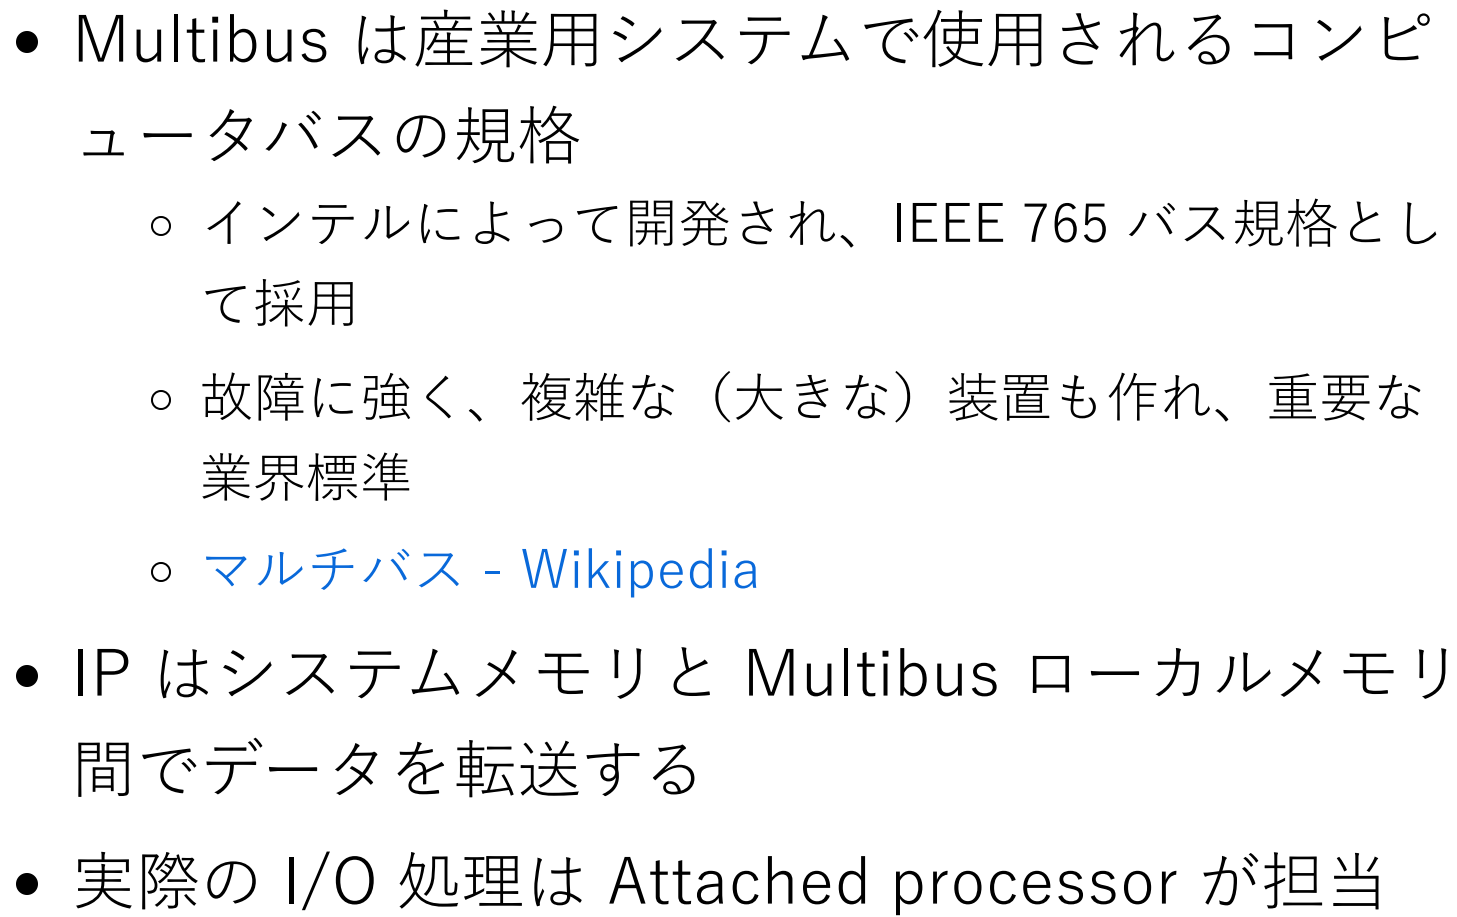 • Multibus は産業用システムで使用されるコンピ
ュータバスの規格
◦ インテルによって開発され、IEEE 765 バス規格とし
て採用
◦ 故障に強く、複雑な（大きな）装置も作れ、重要な
業界標準
◦ マルチバス - Wikipedia
• IP はシステムメモリと Multibus ローカルメモリ
間でデータを転送する
• 実際の I/O 処理は Attached processor が担当